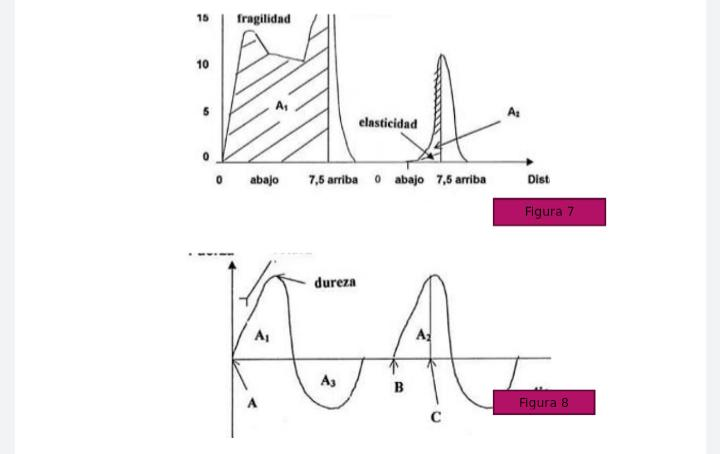 15 fragilidad
10
A₁
5
A₂
elasticidad
0
0 abajo 7,5 arriba 0 abajo 7,5 arriba Dist
Figura 7
dureza
A₁
A₂
A₃
B
A
C
Figura 8